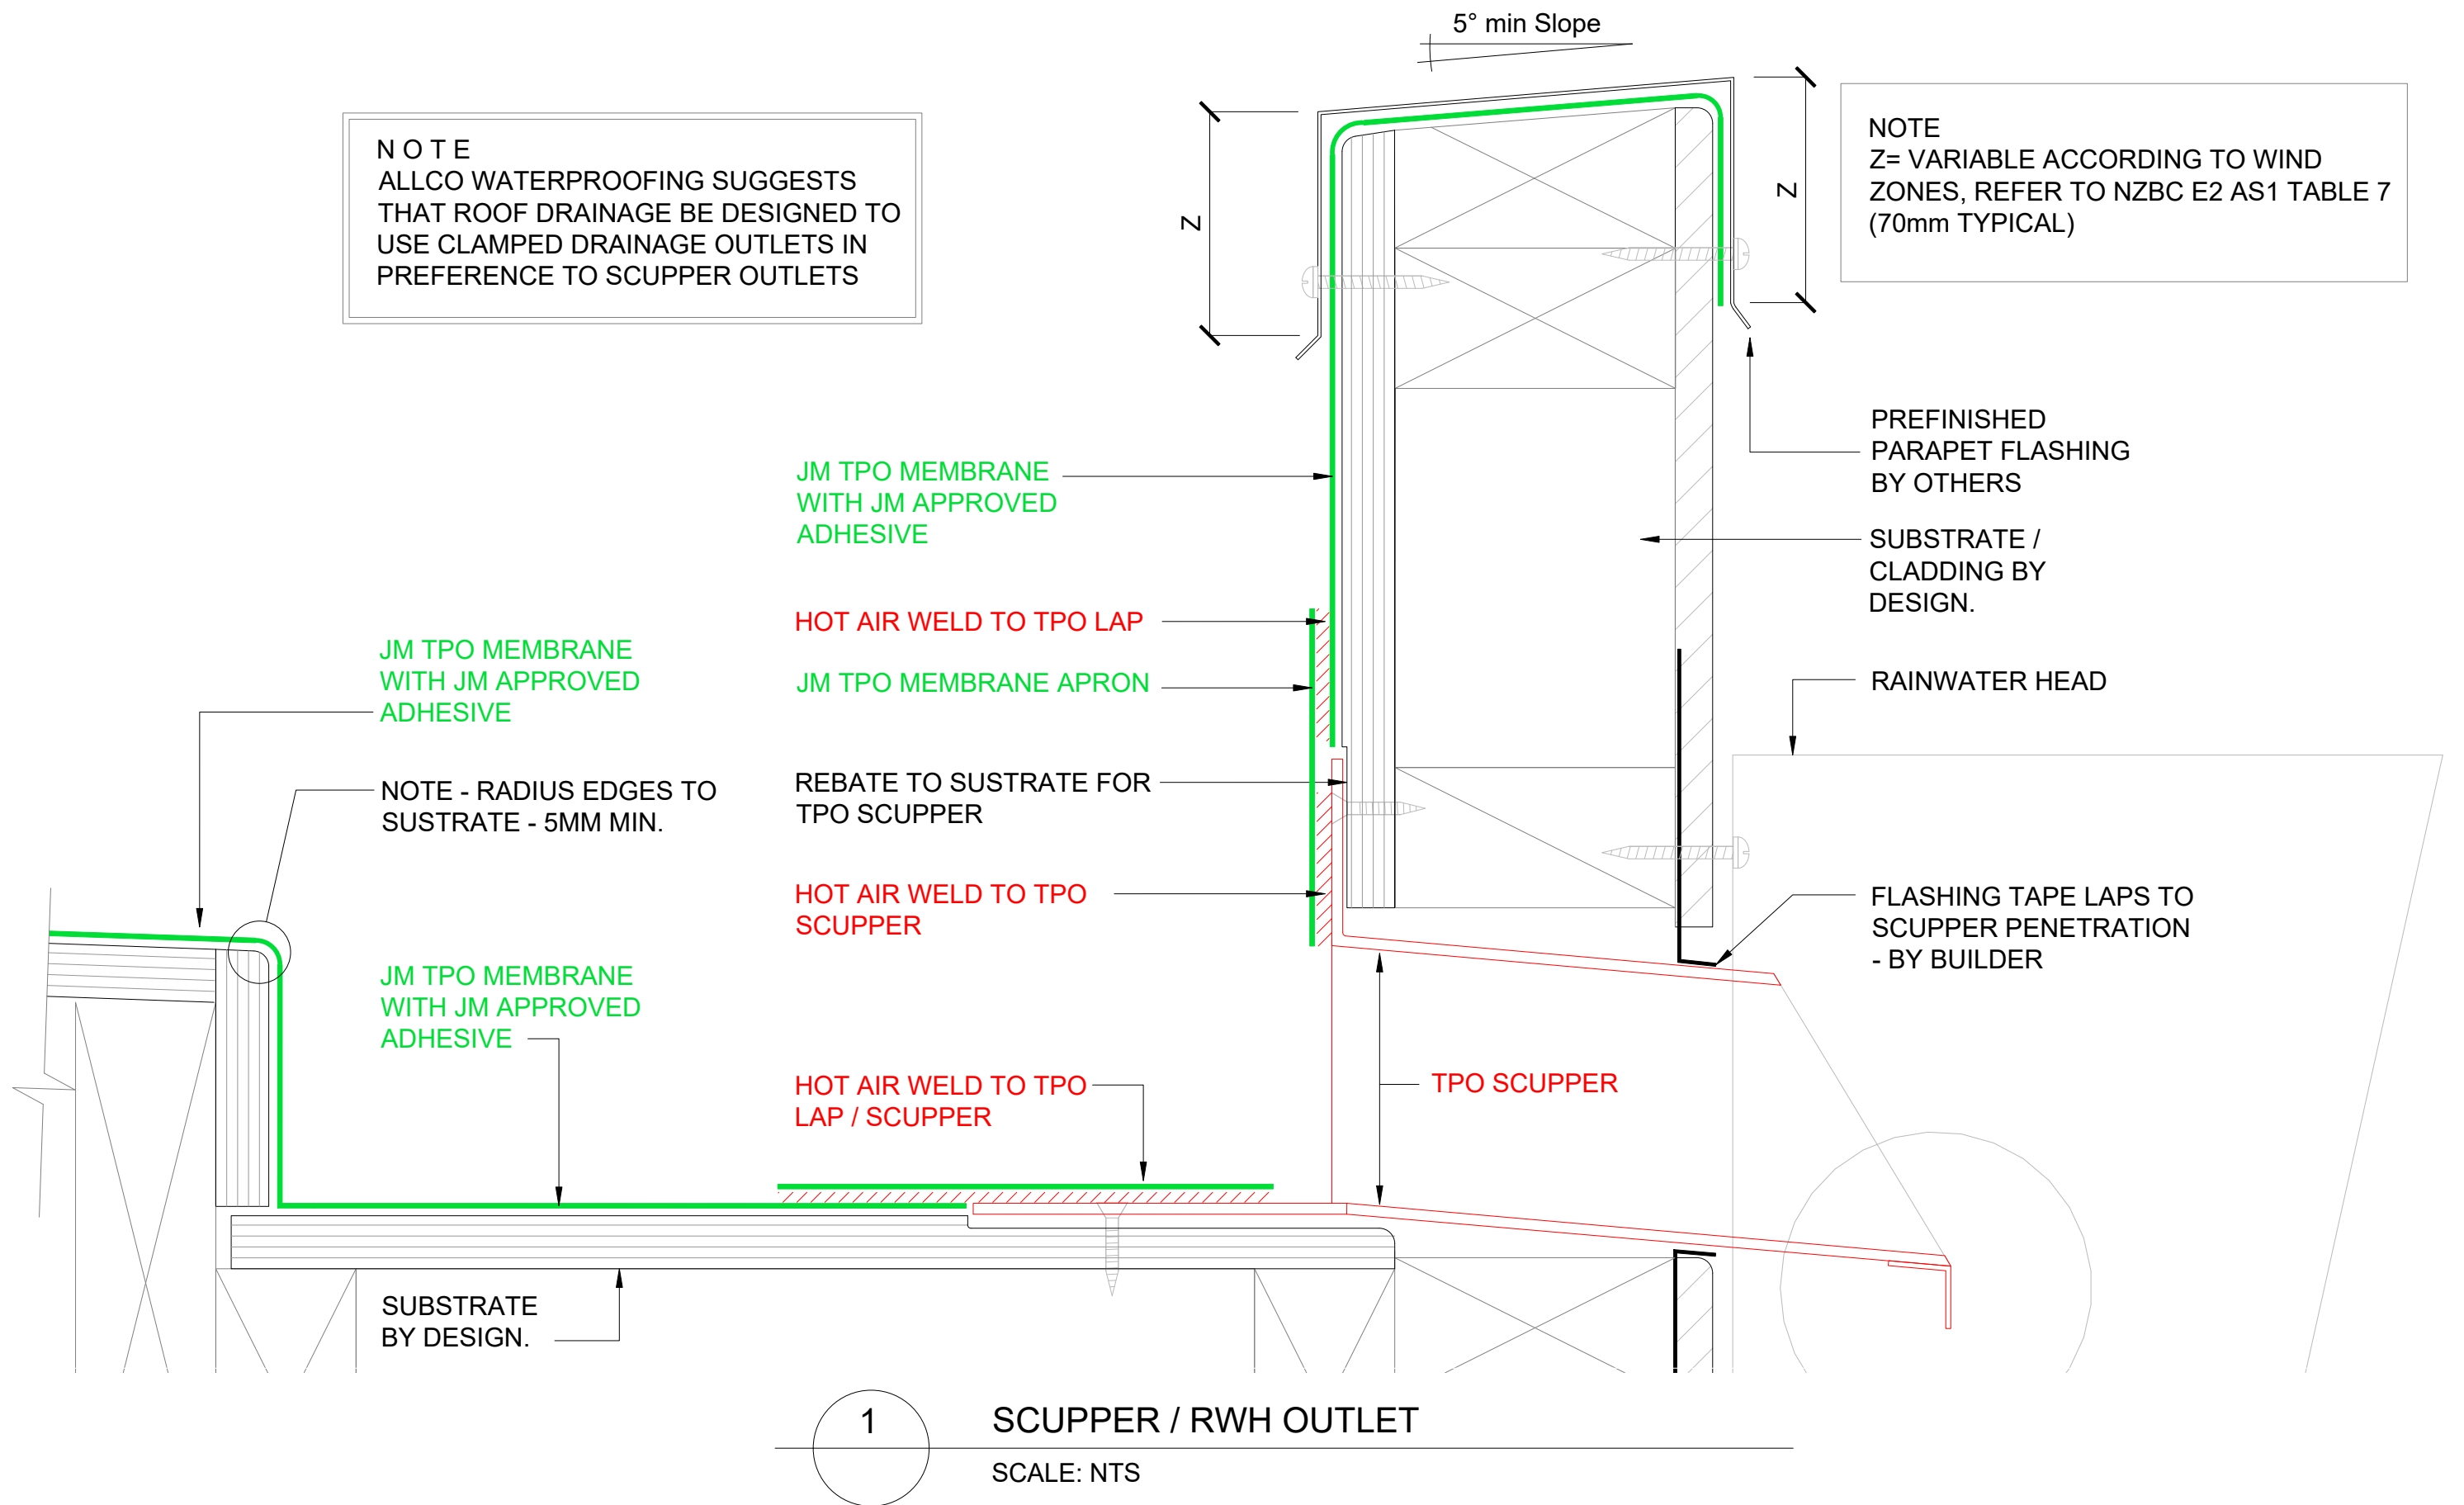 5° min Slope
N O T E
ALLCO WATERPROOFING SUGGESTS
THAT ROOF DRAINAGE BE DESIGNED TO
USE CLAMPED DRAINAGE OUTLETS IN
PREFERENCE TO SCUPPER OUTLETS
Z
Z
NOTE
Z= VARIABLE ACCORDING TO WIND
ZONES, REFER TO NZBC E2 AS1 TABLE 7
(70mm TYPICAL)
JM TPO MEMBRANE
WITH JM APPROVED
ADHESIVE
PREFINISHED
PARAPET FLASHING
BY OTHERS
SUBSTRATE /
CLADDING BY
DESIGN.
HOT AIR WELD TO TPO LAP
JM TPO MEMBRANE APRON
RAINWATER HEAD
JM TPO MEMBRANE
WITH JM APPROVED
ADHESIVE
NOTE - RADIUS EDGES TO
SUSTRATE - 5MM MIN.
REBATE TO SUSTRATE FOR
TPO SCUPPER
HOT AIR WELD TO TPO
SCUPPER
FLASHING TAPE LAPS TO
SCUPPER PENETRATION
- BY BUILDER
JM TPO MEMBRANE
WITH JM APPROVED
ADHESIVE
HOT AIR WELD TO TPO
LAP / SCUPPER
TPO SCUPPER
SUBSTRATE
BY DESIGN.
1
SCUPPER / RWH OUTLET
SCALE: NTS